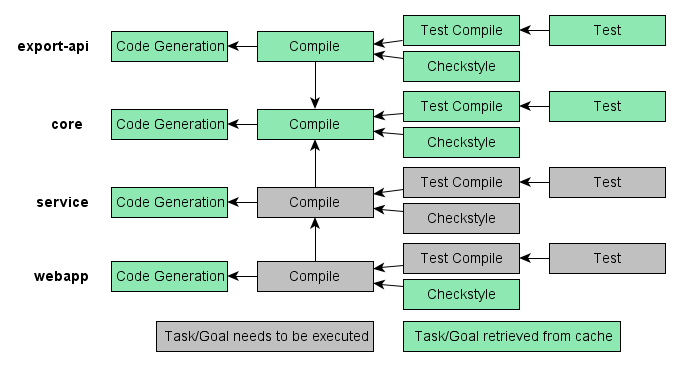 export-api
Code Generation
Compile
Test Compile
Test
Checkstyle
core
Code Generation
Compile
Test Compile
Test
Checkstyle
service
Code Generation
Compile
Test Compile
Test
Checkstyle
webapp
Code Generation
Compile
Test Compile
Test
Checkstyle
Task/Goal needs to be executed
Task/Goal retrieved from cache